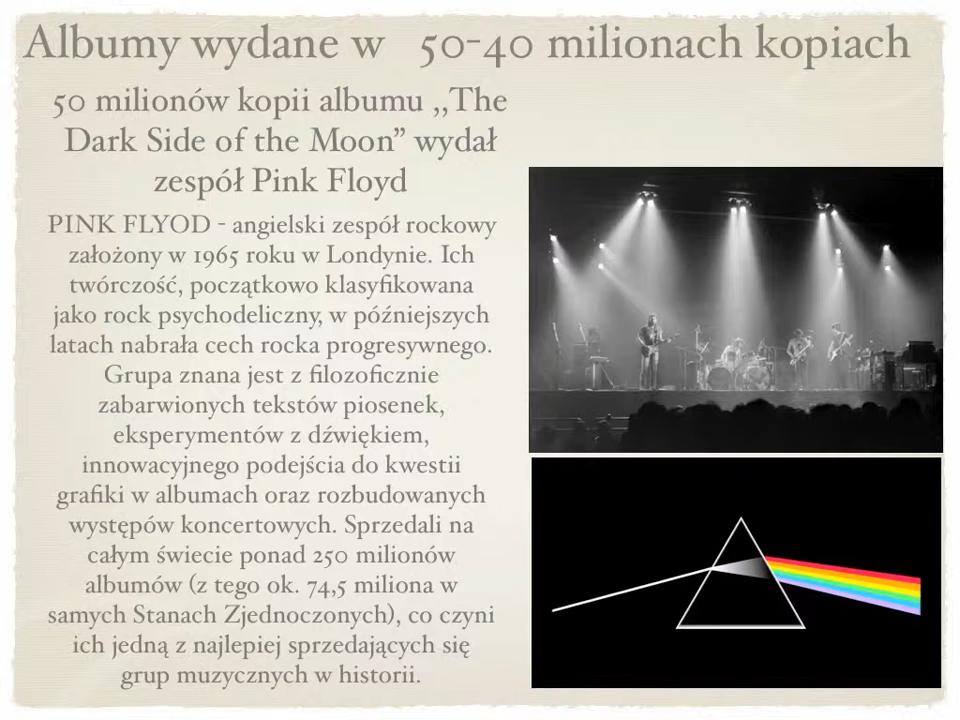 Albumy wydane w 50-40 milionach kopiach
50 milionów kopii albumu ,,The
Dark Side of the Moon” wydał
zespół Pink Floyd
PINK FLYOD - angielski zespół rockowy
założony w 1965 roku w Londynie. Ich
twórczość, początkowo klasyfikowana
jako rock psychodeliczny, w późniejszych
latach nabrała cech rocka progresywnego.
Grupa znana jest z filozoficznie
zabarwionych tekstów piosenek,
eksperymentów z dźwiękiem,
innowacyjnego podejścia do kwestii
grafiki w albumach oraz rozbudowanych
występów koncertowych. Sprzedali na
całym świecie ponad 250 milionów
albumów (z tego ok. 74,5 miliona w
samych Stanach Zjednoczonych), co czyni
ich jedną z najlepiej sprzedających się
grup muzycznych w historii.